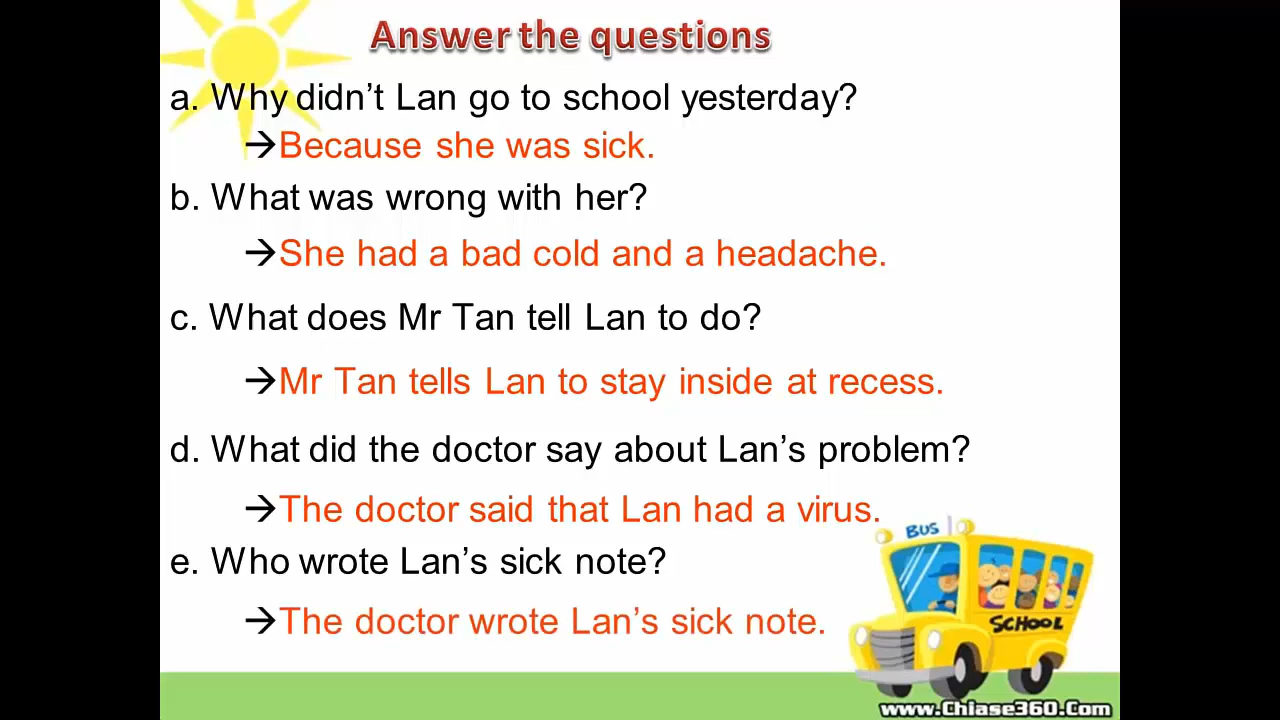 Answer the questions
a. Why didn’t Lan go to school yesterday?
→Because she was sick.
b. What was wrong with her?
→She had a bad cold and a headache.
c. What does Mr Tan tell Lan to do?
→Mr Tan tells Lan to stay inside at recess.
d. What did the doctor say about Lan’s problem?
→The doctor said that Lan had a virus.
BUS
e. Who wrote Lan’s sick note?
→The doctor wrote Lan’s sick note.
SCHOOL
www.Chiase360.Com